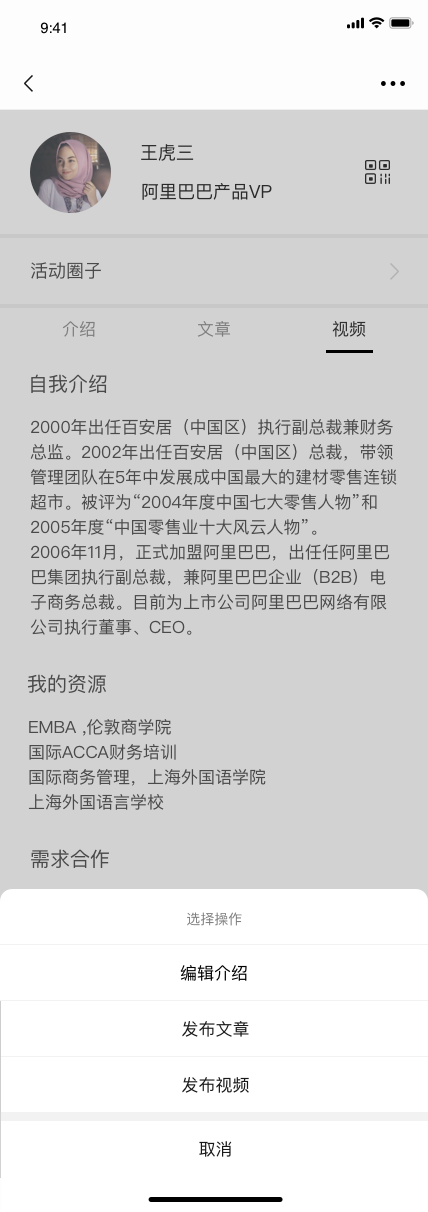 9:41
王虎三
阿里巴巴产品VP
活动圈子
介绍 文章 视频
自我介绍
2000年出任百安居（中国区）执行副总裁兼财务
总监。2002年出任百安居（中国区）总裁，带领
管理团队在5年中发展成中国最大的建材零售连锁
超市。被评为“2004年度中国七大零售人物”和
2005年度“中国零售业十大风云人物”。
2006年11月，正式加盟阿里巴巴，出任任阿里巴
巴集团执行副总裁，兼阿里巴巴企业（B2B）电
子商务总裁。目前为上市公司阿里巴巴网络有限
公司执行董事、CEO。
我的资源
EMBA ,伦敦商学院
国际ACCA财务培训
国际商务管理，上海外国语学院
上海外国语言学校
需求合作
选择操作
编辑介绍
发布文章
发布视频
取消